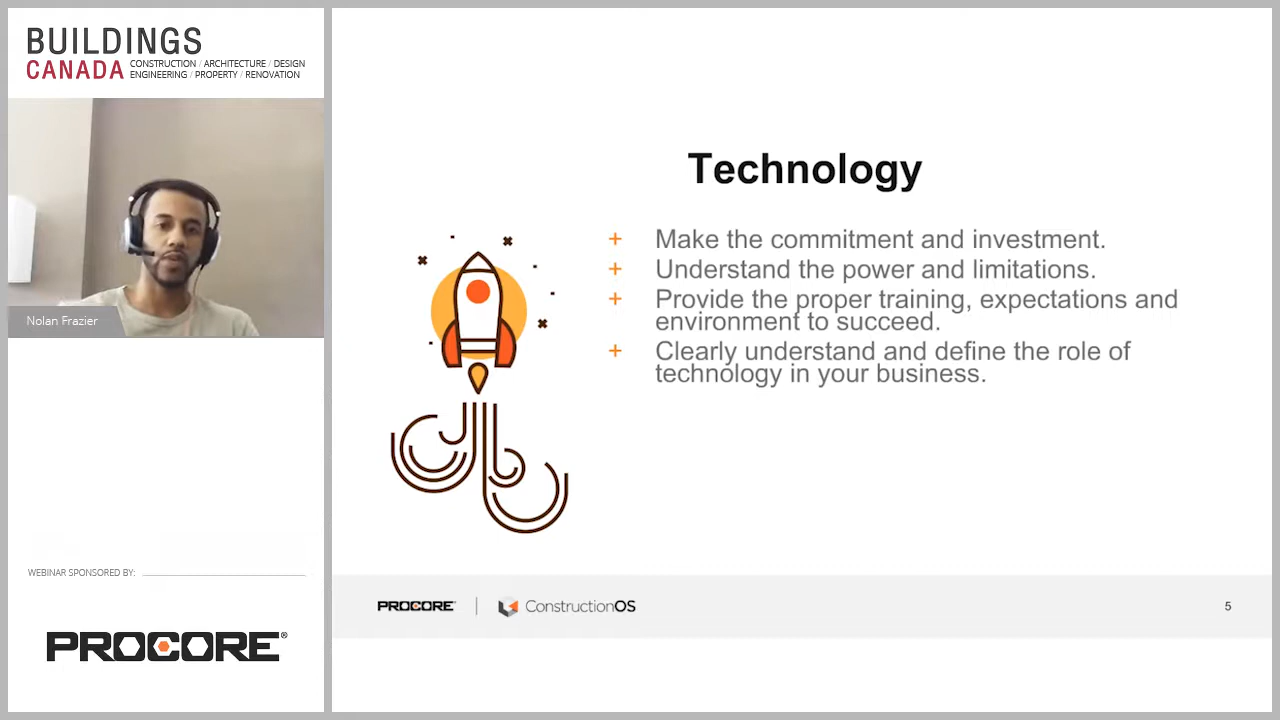 BUILDINGS
CANADA CONSTRUCTION / ARCHITECTURE / DESIGN
ENGINEERING / PROPERTY / RENOVATION
Nolan Frazier
WEBINAR SPONSORED BY:
PROCORE®
Technology
+ Make the commitment and investment.
+ Understand the power and limitations.
+ Provide the proper training, expectations and
environment to succeed.
+ Clearly understand and define the role of
technology in your business.
PROCORE | ConstructionOS
5